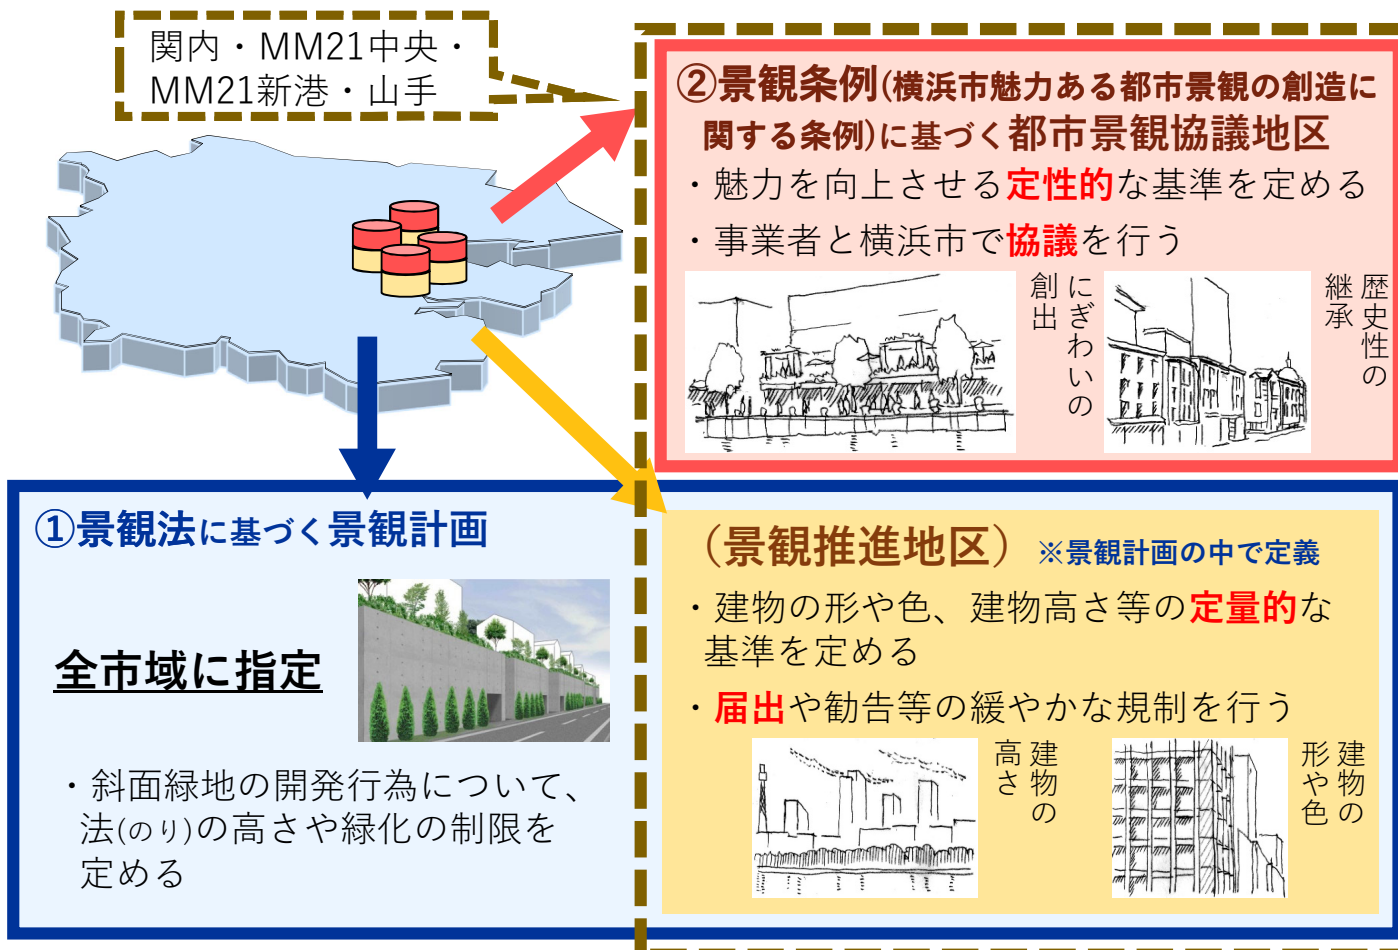 関内・MM21中央・
MM21新港・山手
②景観条例(横浜市魅力ある都市景観の創造に
関する条例)に基づく都市景観協議地区
・魅力を向上させる定性的な基準を定める
・事業者と横浜市で協議を行う
にぎわいの
創出
歴史性の
継承
①景観法に基づく景観計画
全市域に指定
・斜面緑地の開発行為について、
法(のり)の高さや緑化の制限を
定める
(景観推進地区) ※景観計画の中で定義
・建物の形や色、建物高さ等の定量的な
基準を定める
・届出や勧告等の緩やかな規制を行う
建物の
高さ
建物の
形や色